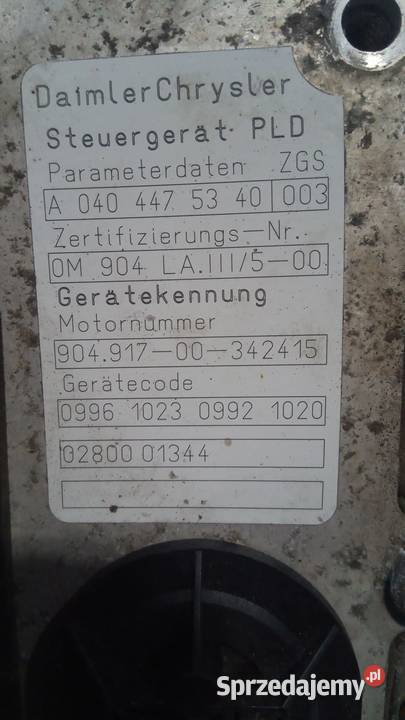 DaimlerChrysler
Steuergerät PLD
Parameterdaten ZGS
A 040 447 53 40 003
Zertifizierungs-Nr.
OM 904 LA.III/5-00
Gerätekennung
Motornummer
904.917-00-342415
Gerätecode
0996 1023 0992 1020
02800 01344
Sprzedajemy.pl